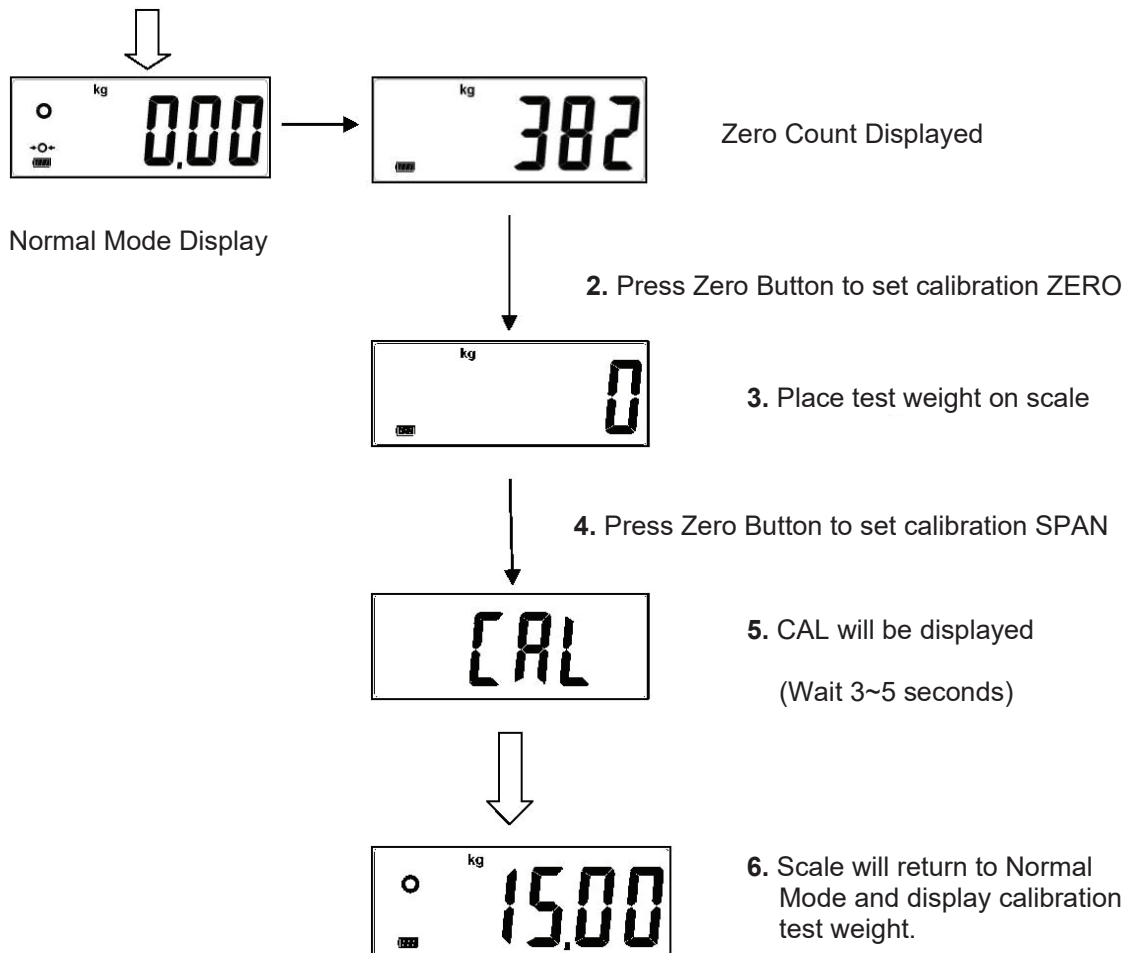 kg
0.00
kg
382
Zero Count Displayed
Normal Mode Display
2. Press Zero Button to set calibration ZERO
kg
0
3. Place test weight on scale
4. Press Zero Button to set calibration SPAN
CAL
5. CAL will be displayed
(Wait 3~5 seconds)
kg
15.00
6. Scale will return to Normal
Mode and display calibration
test weight.